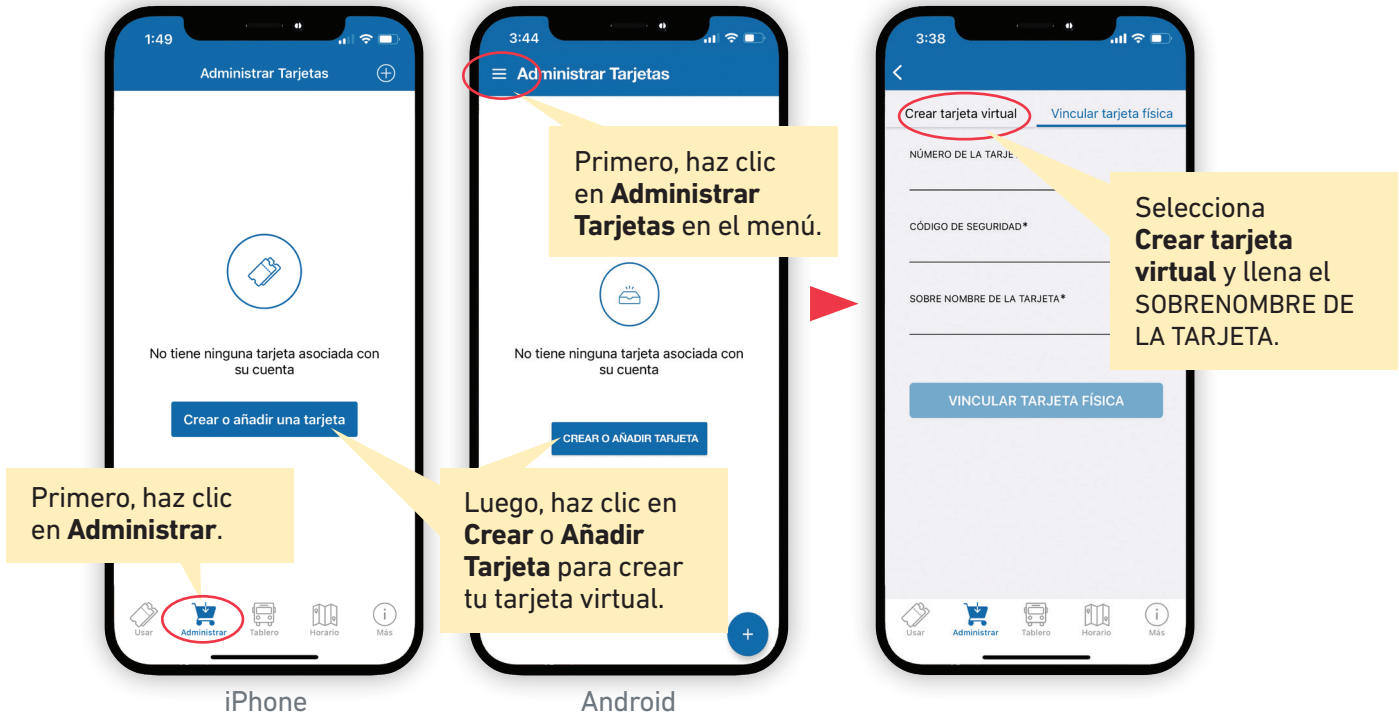 1:49
Administrar Tarjetas
No tiene ninguna tarjeta asociada con
su cuenta
Crear o añadir una tarjeta
Primero, haz clic
en Administrar.
Usar
Administrar
Tablero
Horario
Más
iPhone
3:44
Administrar Tarjetas
Primero, haz clic
en Administrar
Tarjetas en el menú.
No tiene ninguna tarjeta asociada con
su cuenta
CREAR O AÑADIR TARJETA
Luego, haz clic en
Crear o Añadir
Tarjeta para crear
tu tarjeta virtual.
+
Android
3:38
Crear tarjeta virtual
Vincular tarjeta física
NÚMERO DE LA TARJE
CÓDIGO DE SEGURIDAD*
SOBRE NOMBRE DE LA TARJETA*
Selecciona
Crear tarjeta
virtual y llena el
SOBRENOMBRE DE
LA TARJETA.
VINCULAR TARJETA FÍSICA
Usar
Administrar
Tablero
Horario
Más